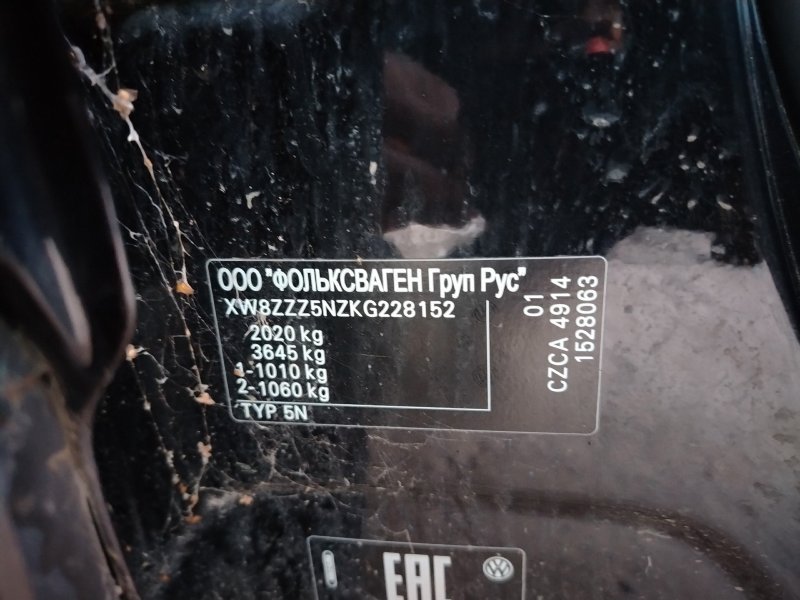 ООО "ФОЛЬКСВАГЕН Груп Рус"
XW8ZZZ5NZKG228152
2020 kg
3645 kg
1-1010 kg
2-1060 kg
TYP 5N
01
CZCA 4914
1528063
EAC